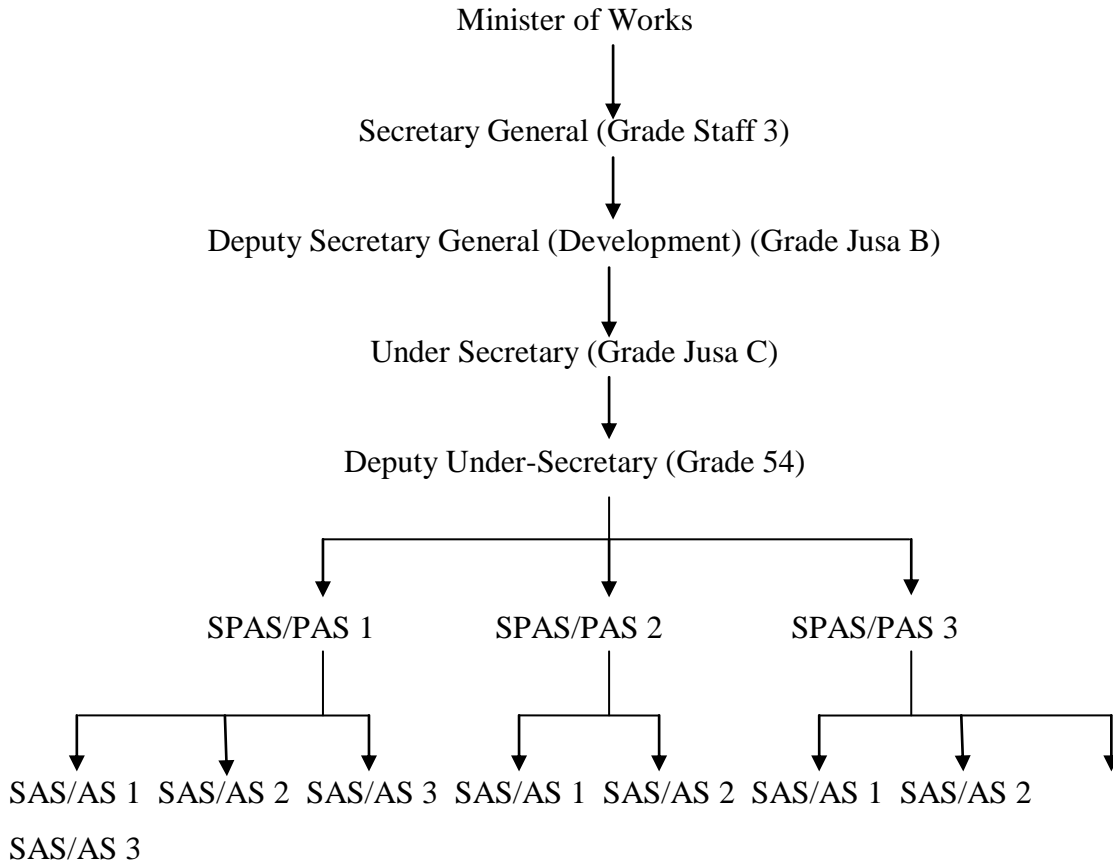 Minister of Works
Secretary General (Grade Staff 3)
Deputy Secretary General (Development) (Grade Jusa B)
Under Secretary (Grade Jusa C)
Deputy Under-Secretary (Grade 54)
SPAS/PAS 1 SPAS/PAS 2 SPAS/PAS 3
SAS/AS 1 SAS/AS 2 SAS/AS 3 SAS/AS 1 SAS/AS 2 SAS/AS 1 SAS/AS 2
SAS/AS 3